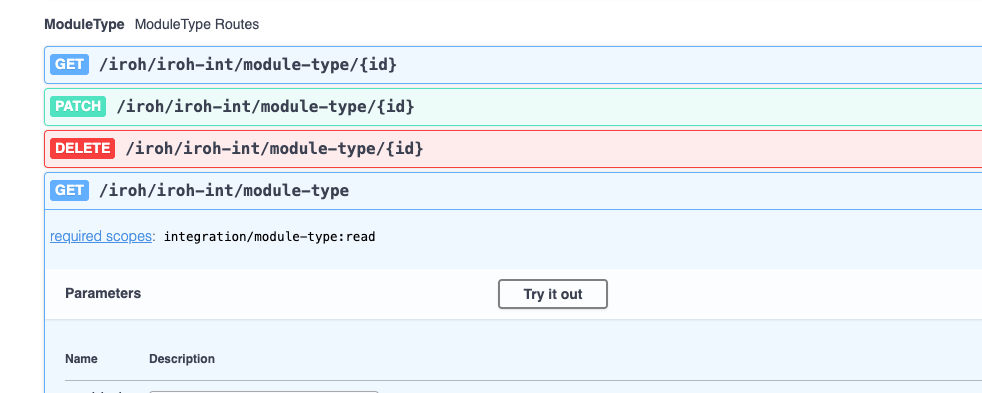 ModuleType ModuleType Routes
GET /iroh/iroh-int/module-type/{id}
PATCH /iroh/iroh-int/module-type/{id}
DELETE /iroh/iroh-int/module-type/{id}
GET /iroh/iroh-int/module-type
required scopes: integration/module-type:read
Parameters Try it out
Name Description